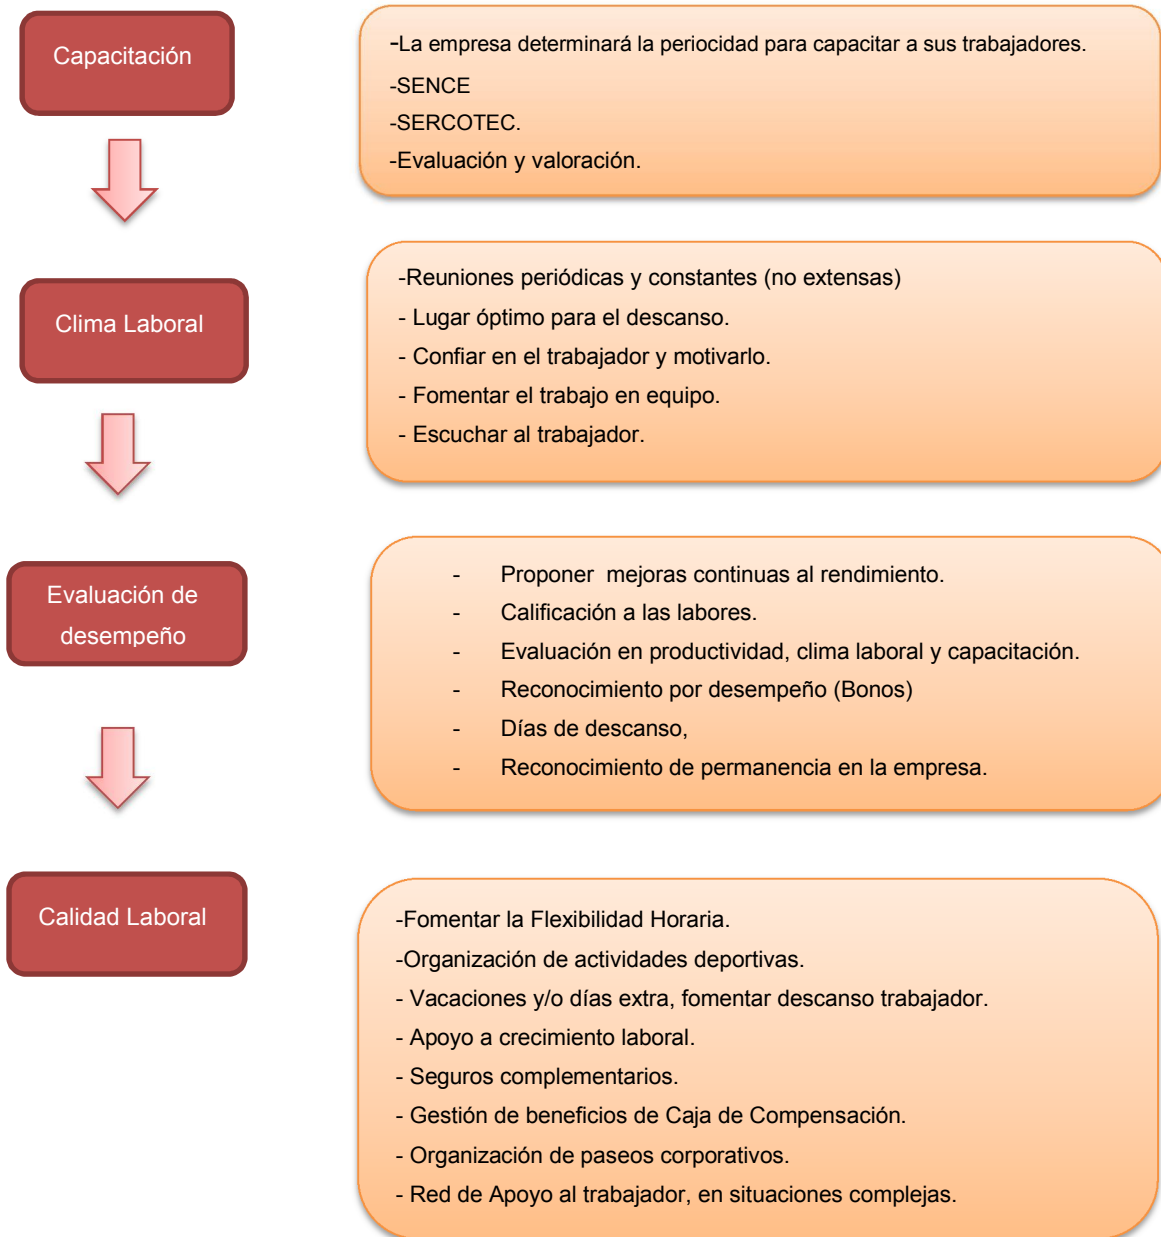 Capacitación
-La empresa determinará la periocidad para capacitar a sus trabajadores.
-SENCE
-SERCOTEC.
-Evaluación y valoración.
Clima Laboral
-Reuniones periódicas y constantes (no extensas)
- Lugar óptimo para el descanso.
- Confiar en el trabajador y motivarlo.
- Fomentar el trabajo en equipo.
- Escuchar al trabajador.
Evaluación de
desempeño
- Proponer  mejoras continuas al rendimiento.
- Calificación a las labores.
- Evaluación en productividad, clima laboral y capacitación.
- Reconocimiento por desempeño (Bonos)
- Días de descanso,
- Reconocimiento de permanencia en la empresa.
Calidad Laboral
-Fomentar la Flexibilidad Horaria.
-Organización de actividades deportivas.
- Vacaciones y/o días extra, fomentar descanso trabajador.
- Apoyo a crecimiento laboral.
- Seguros complementarios.
- Gestión de beneficios de Caja de Compensación.
- Organización de paseos corporativos.
- Red de Apoyo al trabajador, en situaciones complejas.